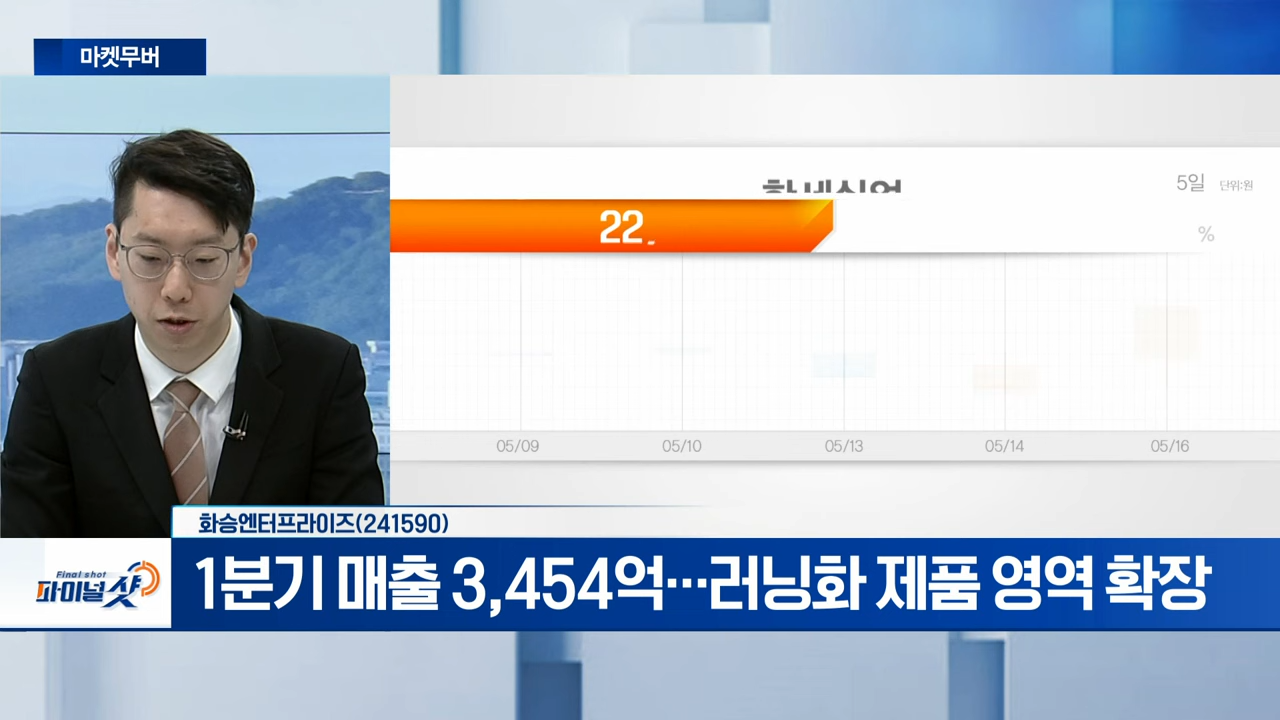 마켓무버
5일 단위:원
22
%
05/09 05/10 05/13 05/14 05/16
화승엔터프라이즈(241590)
Final shot
파이널샷
1분기 매출 3,454억…러닝화 제품 영역 확장